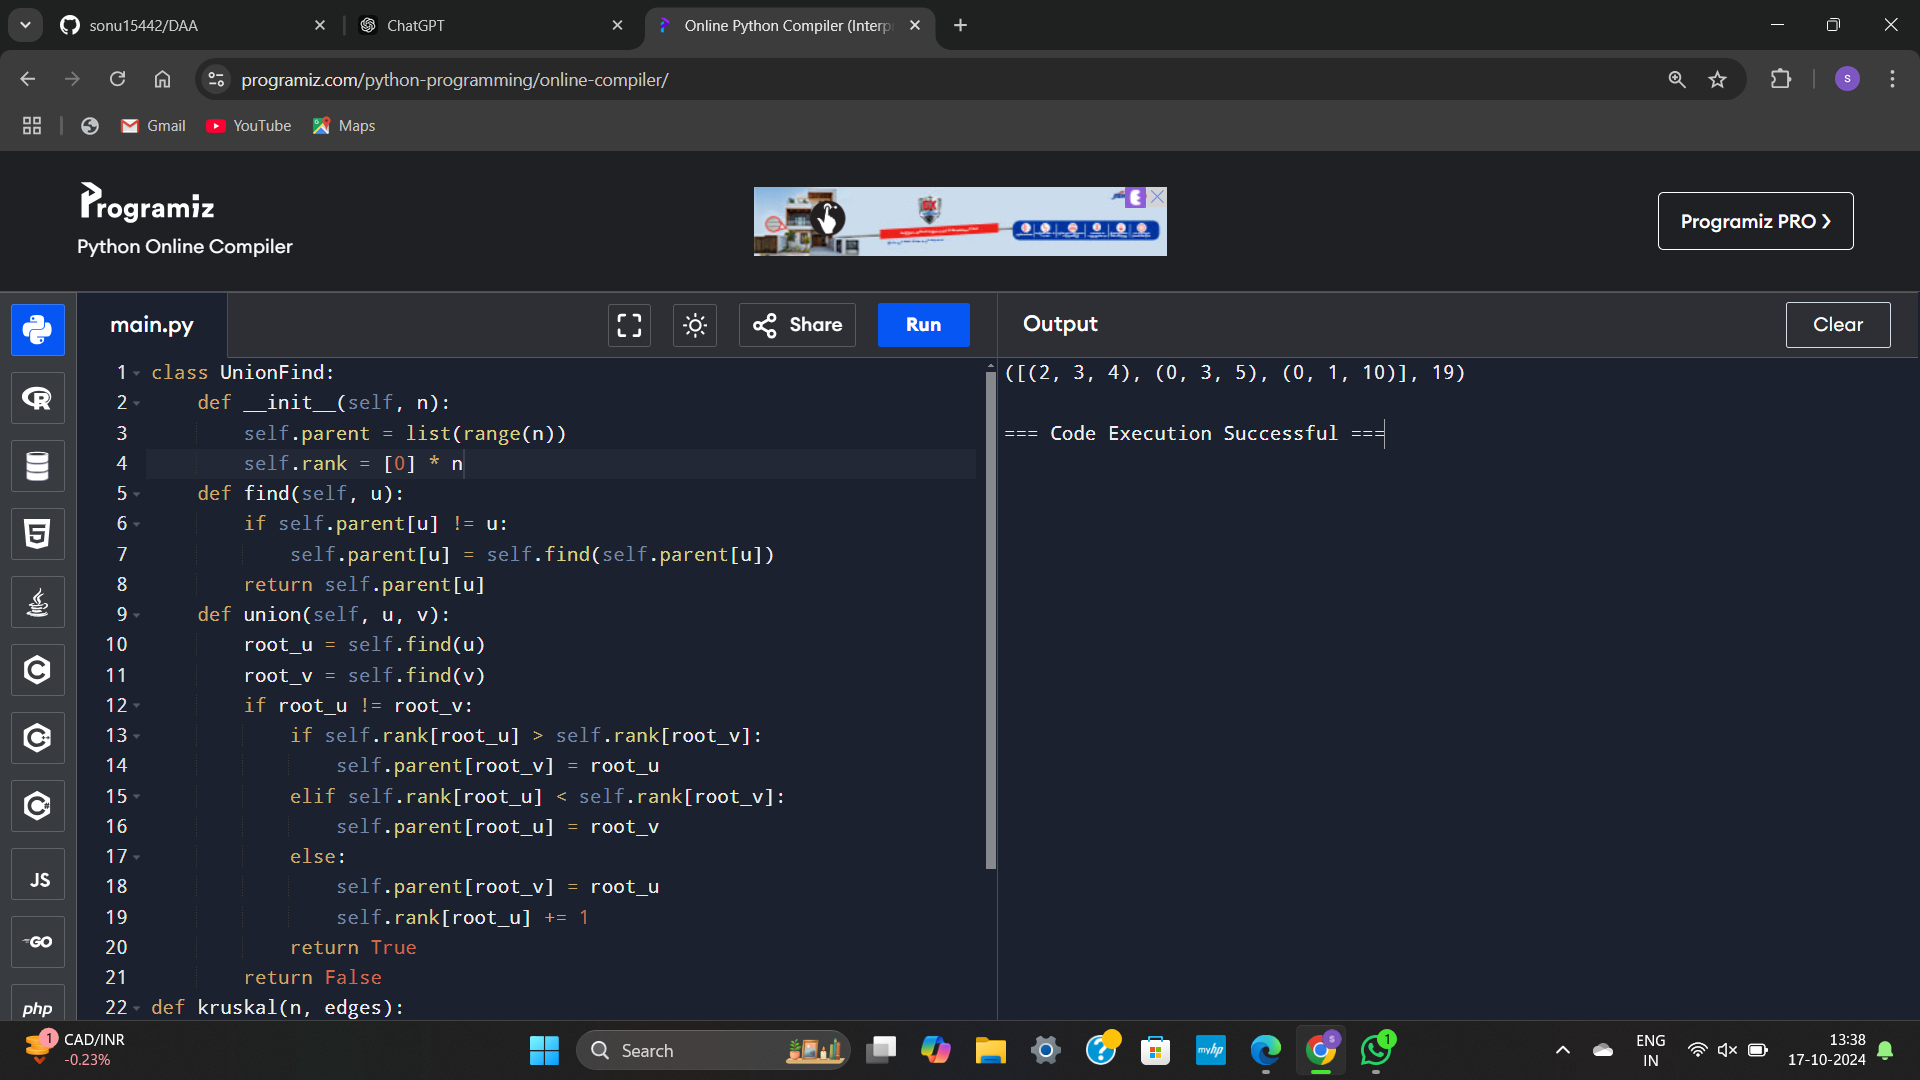 sonu15442/DAA
ChatGPT
Online Python Compiler (Interp
programiz.com/python-programming/online-compiler/
S
Gmail
YouTube
Maps
Programiz
Python Online Compiler
Programiz PRO ❯
main.py
Share
Run
Output
Clear
1 class UnionFind:
2     def __init__(self, n):
3         self.parent = list(range(n))
4         self.rank = [0] * n
5     def find(self, u):
6         if self.parent[u] != u:
7             self.parent[u] = self.find(self.parent[u])
8         return self.parent[u]
9     def union(self, u, v):
10         root_u = self.find(u)
11         root_v = self.find(v)
12         if root_u != root_v:
13             if self.rank[root_u] > self.rank[root_v]:
14                 self.parent[root_v] = root_u
15             elif self.rank[root_u] < self.rank[root_v]:
16                 self.parent[root_u] = root_v
17             else:
18                 self.parent[root_v] = root_u
19                 self.rank[root_u] += 1
20             return True
21         return False
22 def kruskal(n, edges):
([(2, 3, 4), (0, 3, 5), (0, 1, 10)], 19)
=== Code Execution Successful ===
R
5
C
C++
C#
JS
GO
php
1
CAD/INR
-0.23%
Search
myhp
S
1
ENG
IN
13:38
17-10-2024